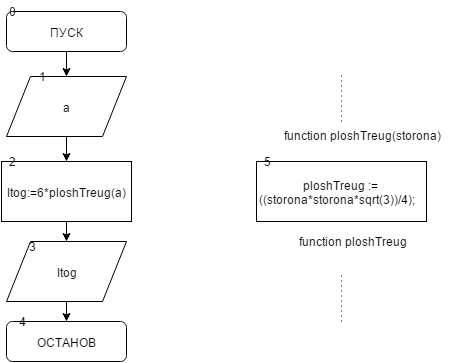 0
ПУСК
1
a
2
Itog:=6*ploshTreug(a)
3
Itog
4
ОСТАНОВ
function ploshTreug(storona)
5
ploshTreug :=
((storona*storona*sqrt(3))/4);
function ploshTreug